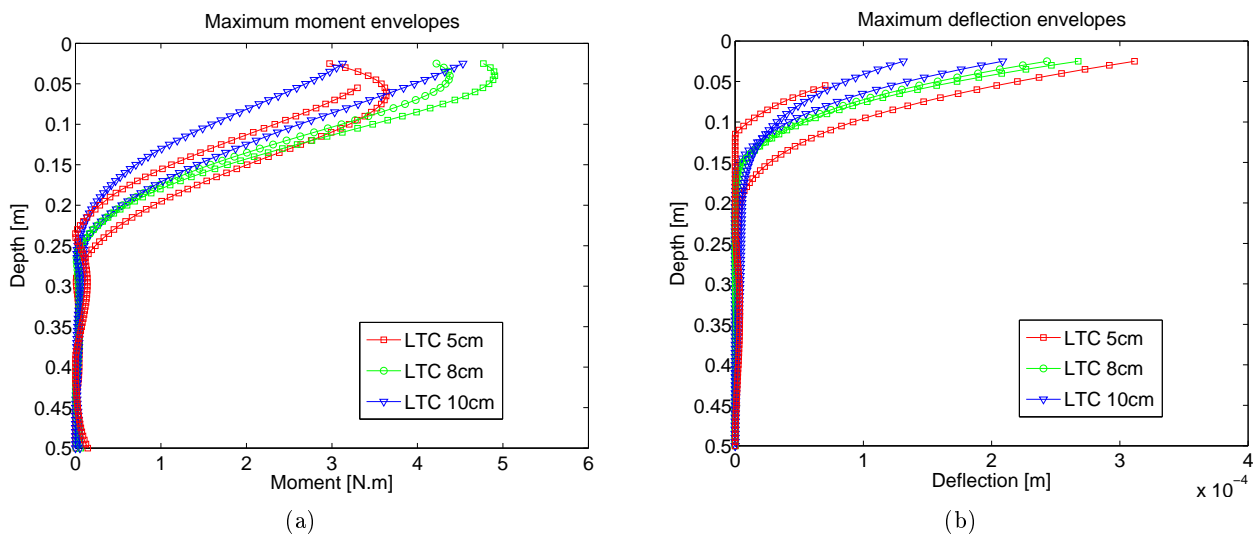 Maximum moment envelopes
0
0.05
0.1
0.15
0.2
0.25
0.3
0.35
0.4
0.45
0.5
Depth [m]
LTC 5cm
LTC 8cm
LTC 10cm
0 1 2 3 4 5 6
Moment [N.m]
(a)
Maximum deflection envelopes
0
0.05
0.1
0.15
0.2
0.25
0.3
0.35
0.4
0.45
0.5
Depth [m]
LTC 5cm
LTC 8cm
LTC 10cm
0 1 2 3 4
Deflection [m]
x 10⁻⁴
(b)